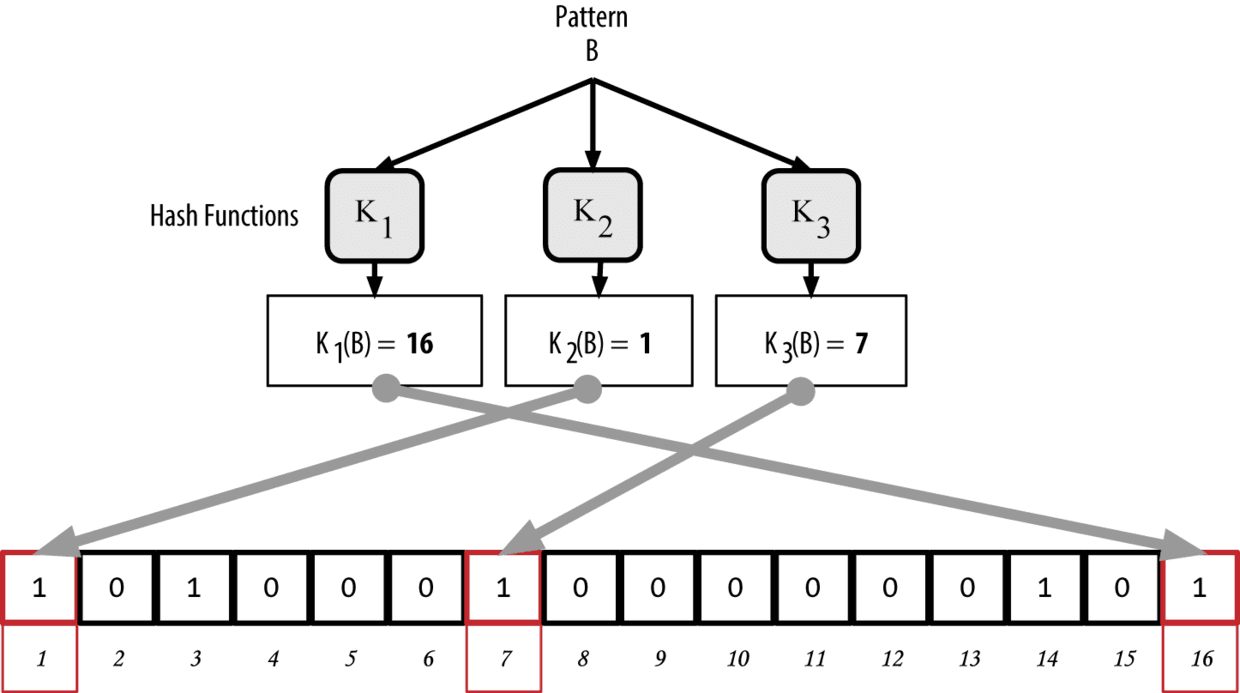 Pattern
B
Hash Functions
K1 K2 K3
K1(B) = 16 K2(B) = 1 K3(B) = 7
1 0 1 0 0 0 1 0 0 0 0 0 0 1 0 1
1 2 3 4 5 6 7 8 9 10 11 12 13 14 15 16